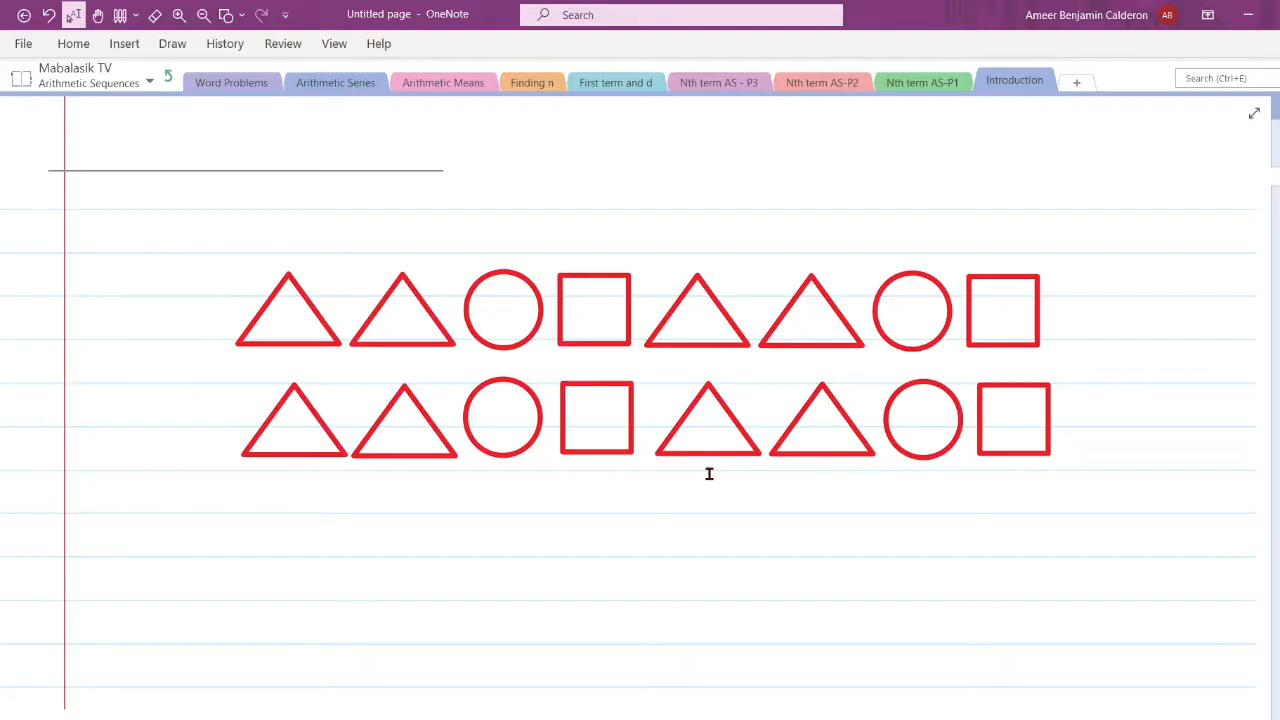 Untitled page - OneNote
Search
Ameer Benjamin Calderon
AB
File Home Insert Draw History Review View Help
Mabalasik TV
Arithmetic Sequences
Word Problems
Arithmetic Series
Arithmetic Means
Finding n
First term and d
Nth term AS - P3
Nth term AS-P2
Nth term AS-P1
Introduction
Search (Ctrl+E)